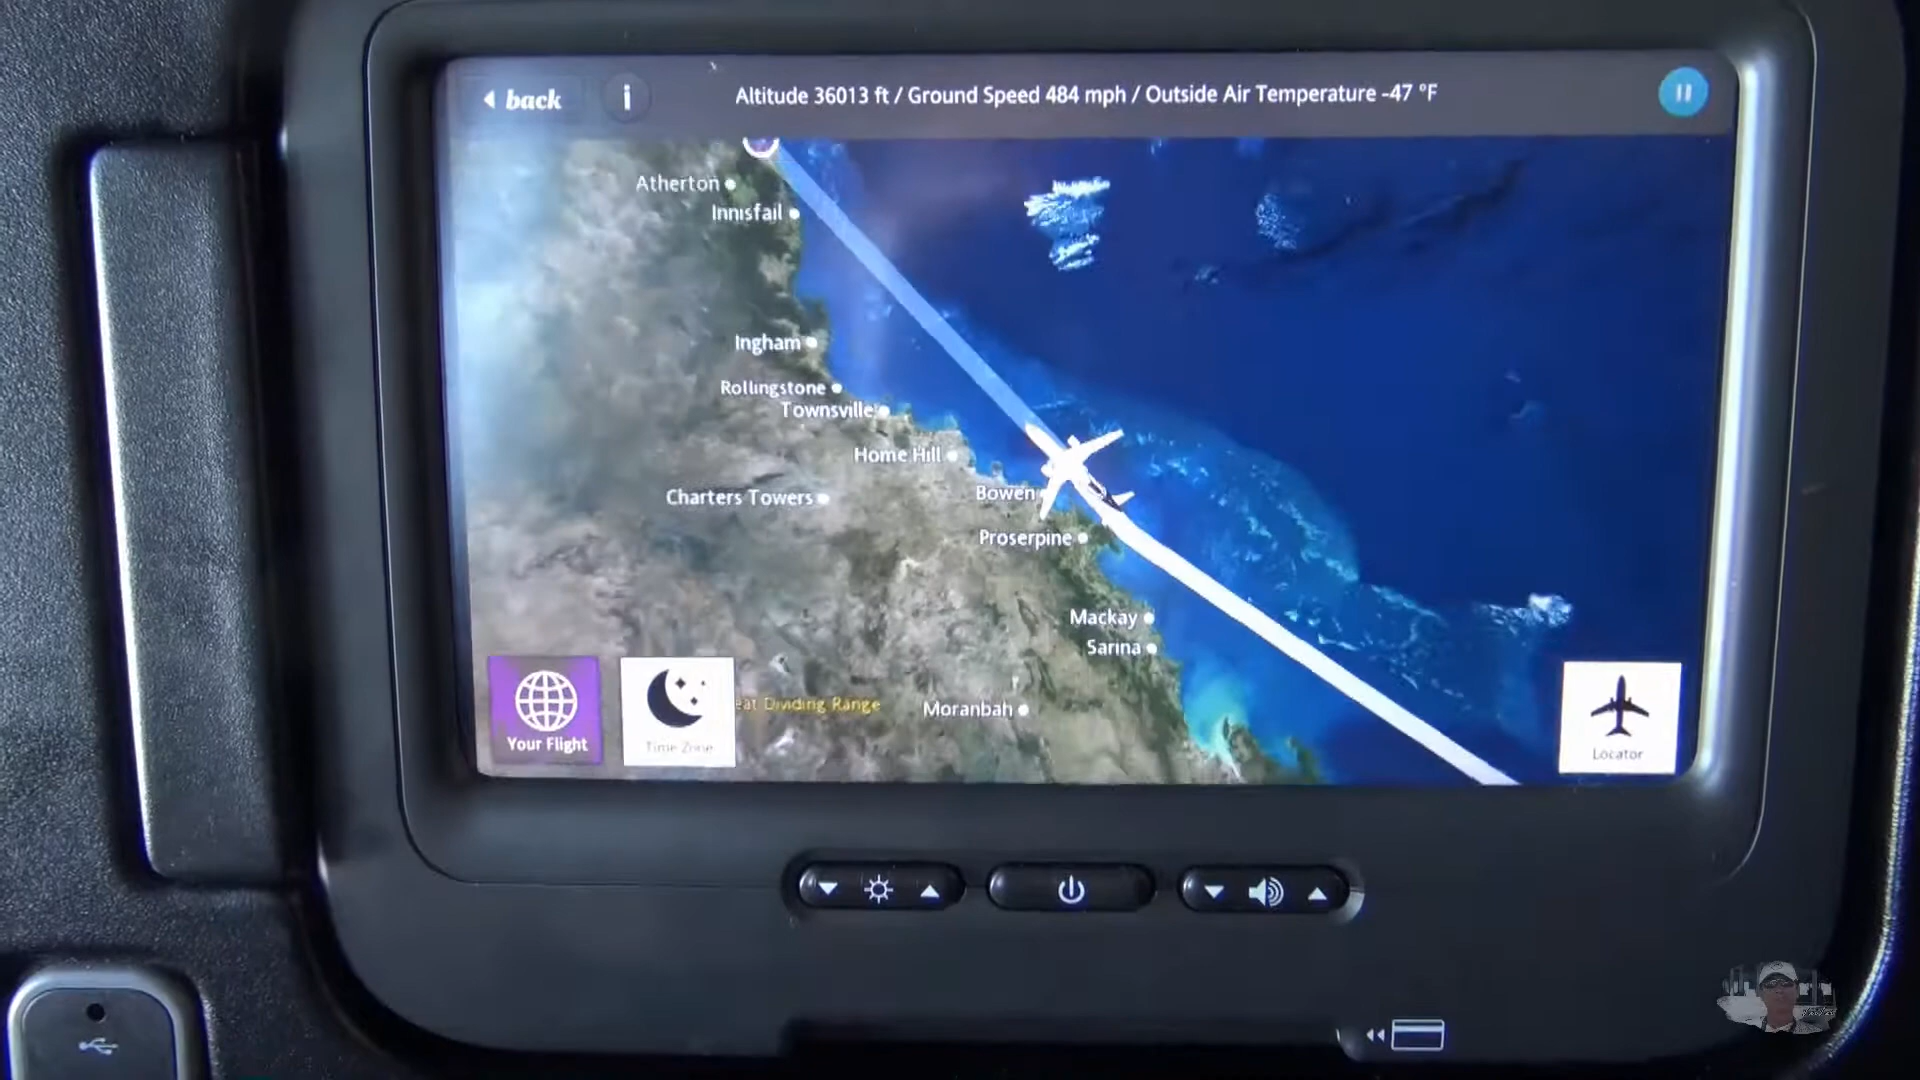 back
i
Altitude 36013 ft / Ground Speed 484 mph / Outside Air Temperature -47 °F
Atherton
Innisfail
Ingham
Rollingstone
Townsville
Home Hill
Charters Towers
Bowen
Proserpine
Mackay
Sarina
eat Dividing Range
Moranbah
Your Flight
Time Zone
Locator